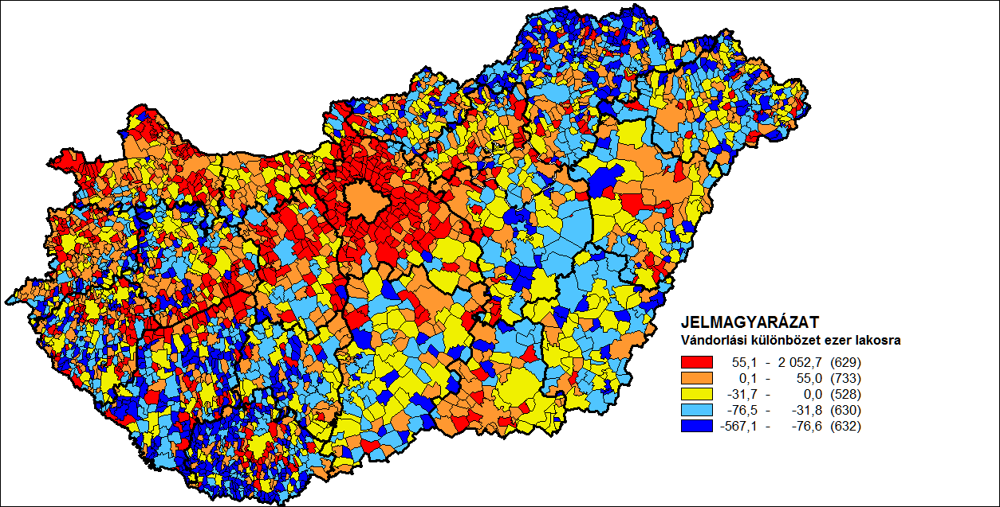 JELMAGYARÁZAT
Vándorlási különbözet ezer lakosra
55,1 - 2 052,7 (629)
0,1 - 55,0 (733)
-31,7 - 0,0 (528)
-76,5 - -31,8 (630)
-567,1 - -76,6 (632)